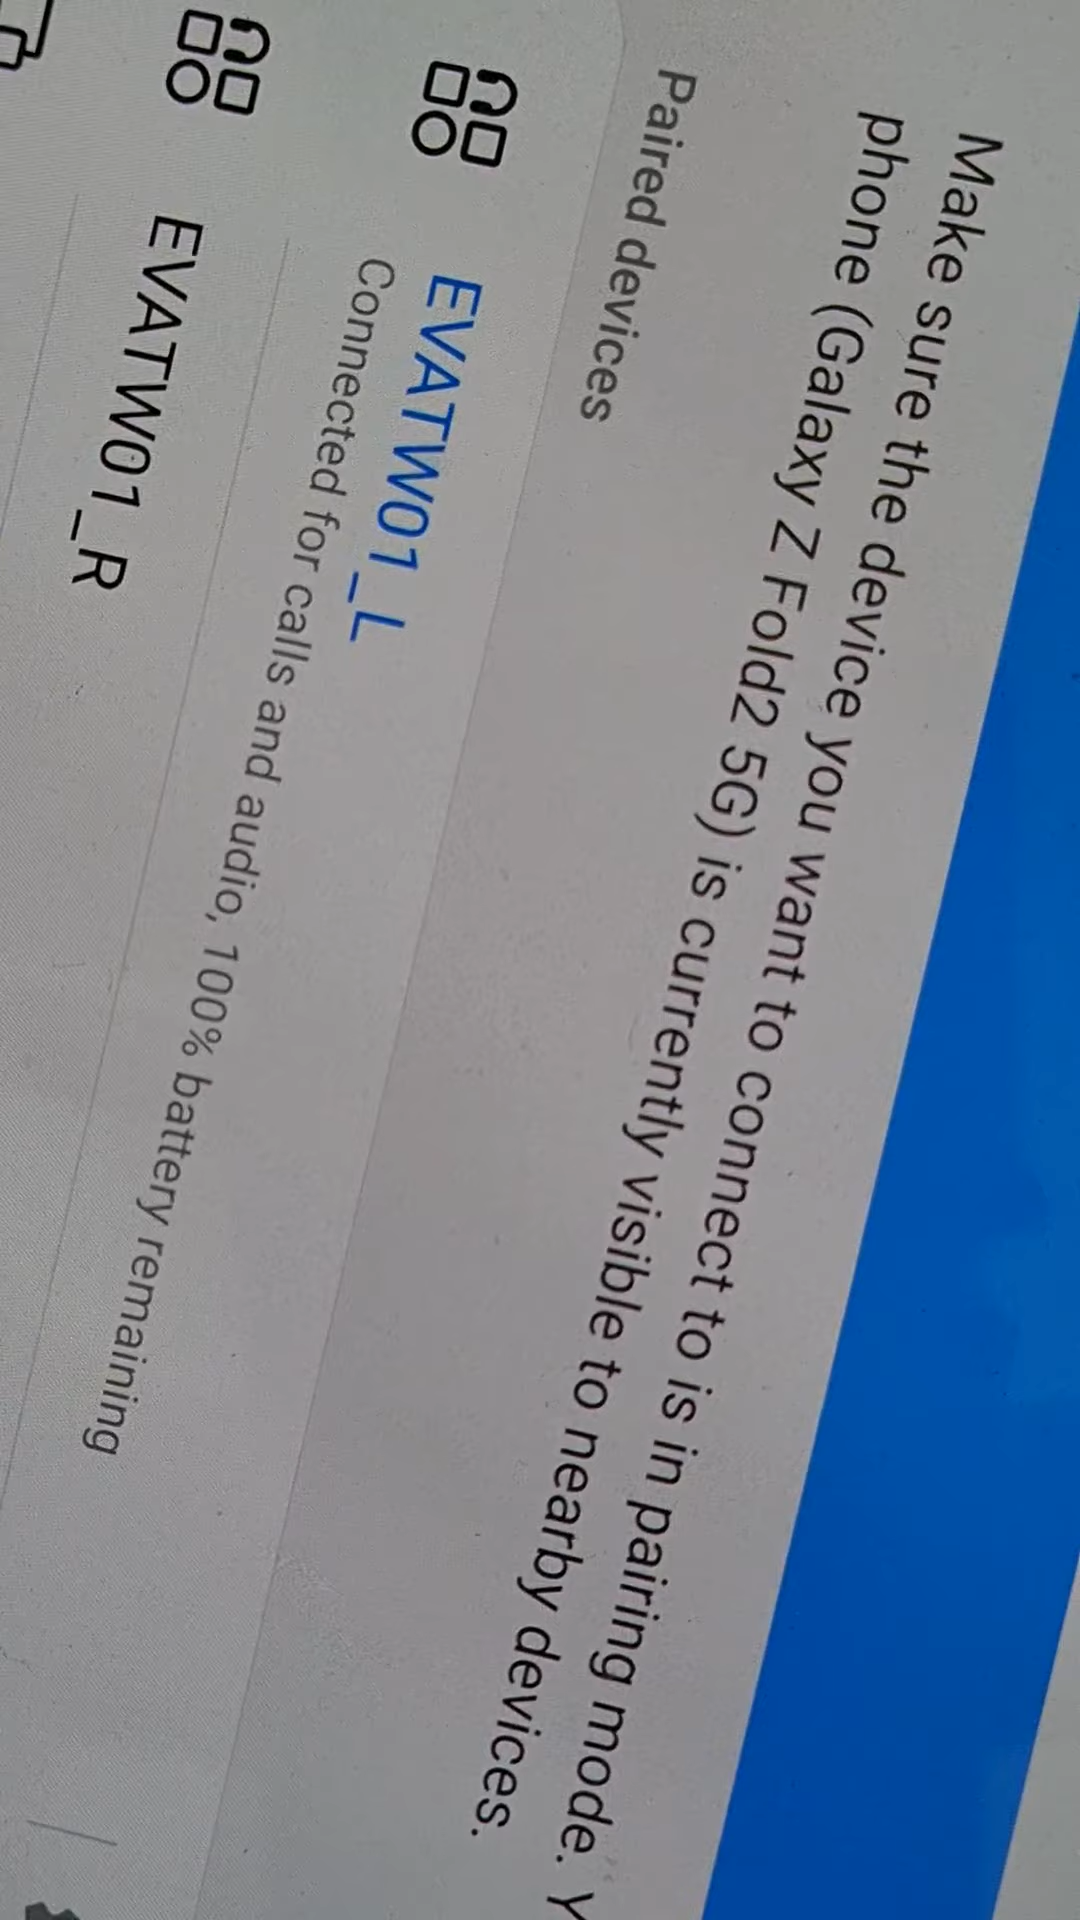 Make sure the device you want to connect to is in pairing mode. Y
phone (Galaxy Z Fold2 5G) is currently visible to nearby devices.
Paired devices
EVATW01_L
Connected for calls and audio, 100% battery remaining
EVATW01_R